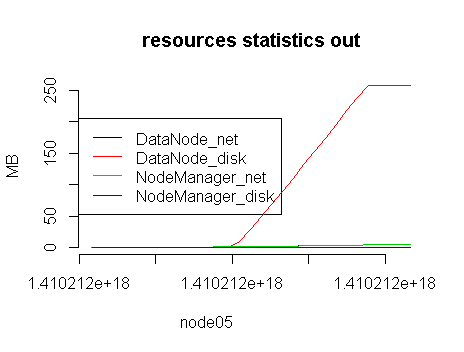 resources statistics out
MB
250
150
50
0
DataNode_net
DataNode_disk
NodeManager_net
NodeManager_disk
1.410212e+18 1.410212e+18 1.410212e+18
node05